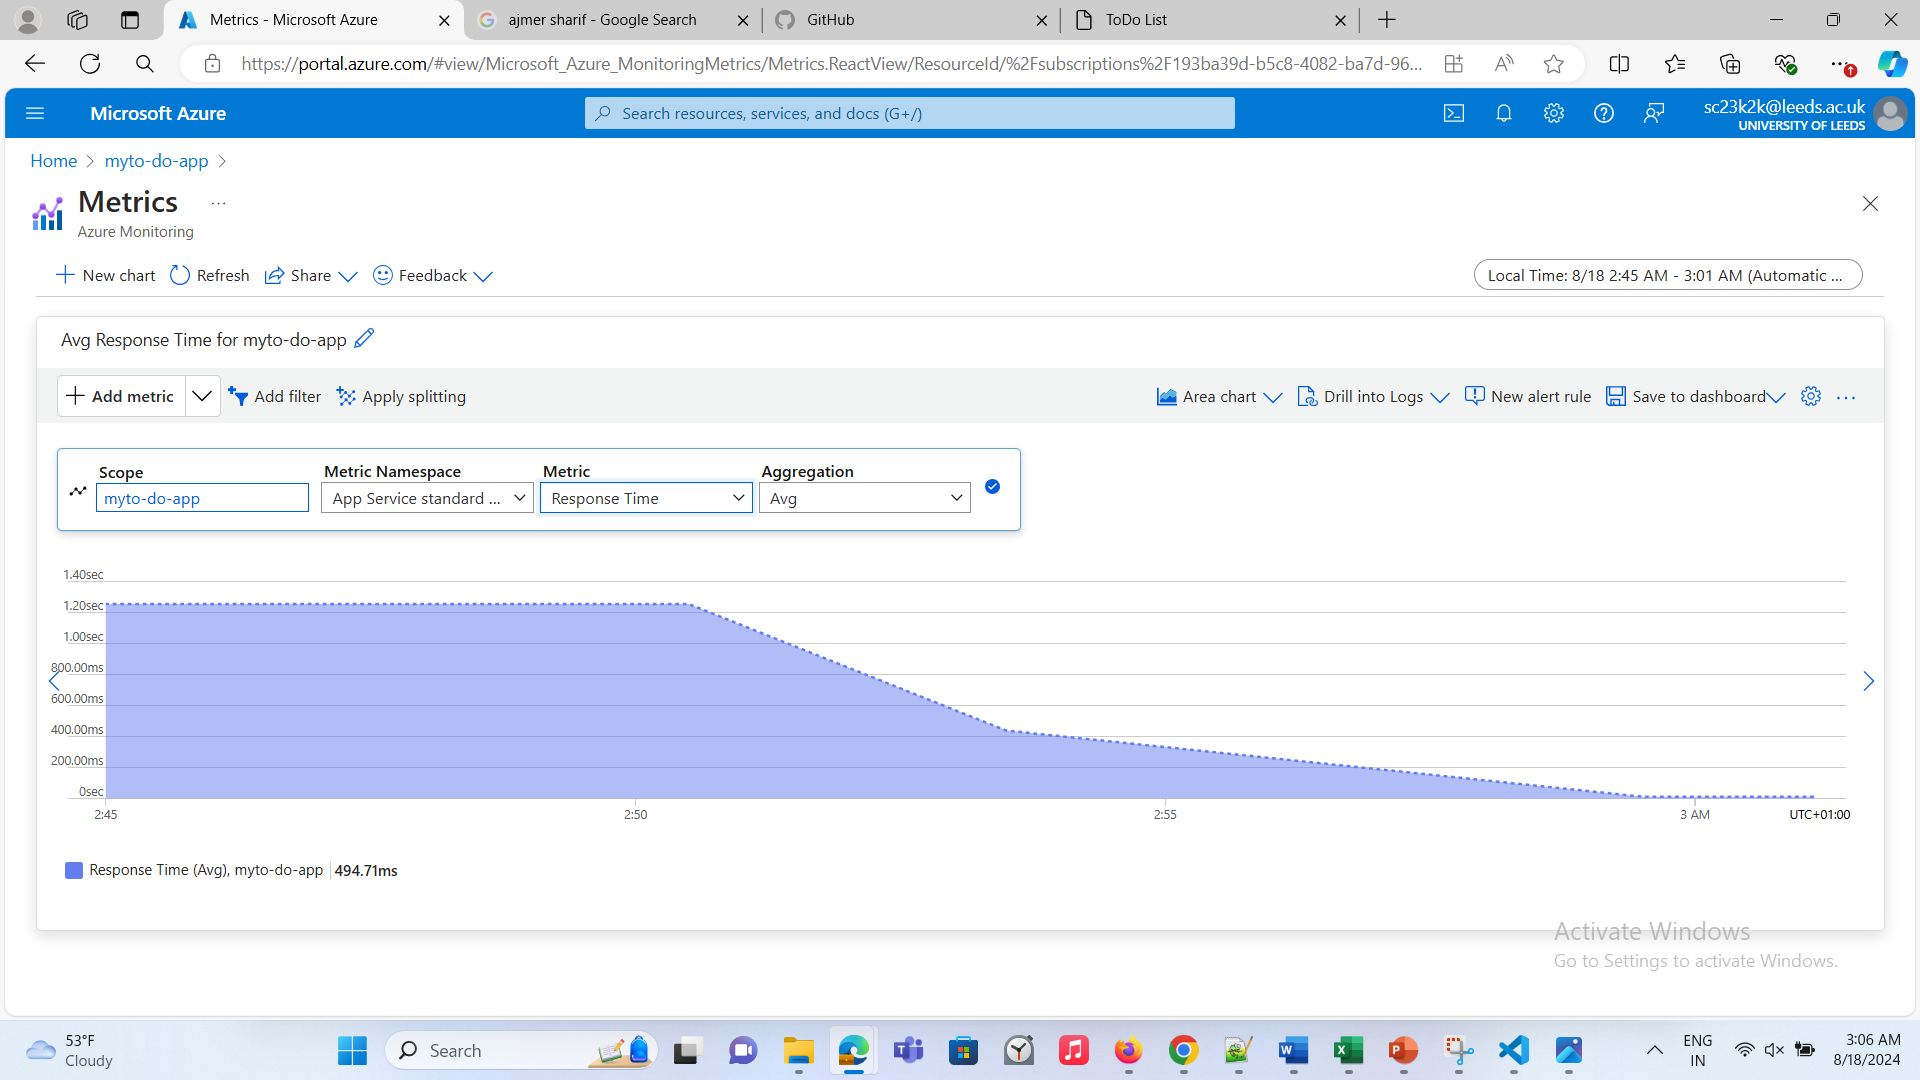 Metrics - Microsoft Azure
ajmer sharif - Google Search
GitHub
ToDo List
https://portal.azure.com/#view/Microsoft_Azure_MonitoringMetrics/Metrics.ReactView/ResourceId/%2Fsubscriptions%2F193ba39d-b5c8-4082-ba7d-96...
Microsoft Azure
Search resources, services, and docs (G+/)
sc23k2k@leeds.ac.uk
UNIVERSITY OF LEEDS
Home > myto-do-app >
Metrics ...
Azure Monitoring
New chart Refresh Share Feedback
Local Time: 8/18 2:45 AM - 3:01 AM (Automatic ...
Avg Response Time for myto-do-app
Add metric Add filter Apply splitting Area chart Drill into Logs New alert rule Save to dashboard ...
Scope Metric Namespace Metric Aggregation
myto-do-app App Service standard ... Response Time Avg
1.40sec
1.20sec
1.00sec
800.00ms
600.00ms
400.00ms
200.00ms
0sec
2:45 2:50 2:55 3 AM UTC+01:00
Response Time (Avg), myto-do-app 494.71ms
Activate Windows
Go to Settings to activate Windows.
53°F
Cloudy
Search
ENG
IN
3:06 AM
8/18/2024